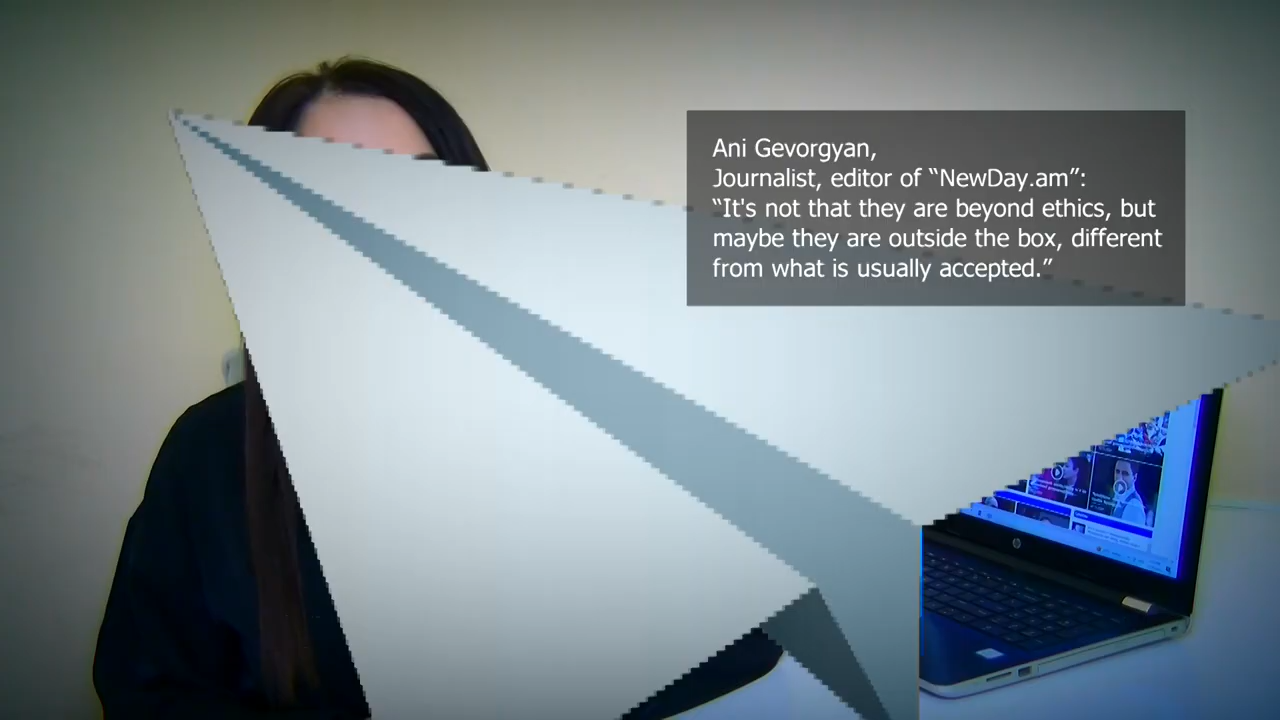 Ani Gevorgyan,
Journalist, editor of “NewDay.am”:
“It's not that they are beyond ethics, but
maybe they are outside the box, different
from what is usually accepted.”
hp